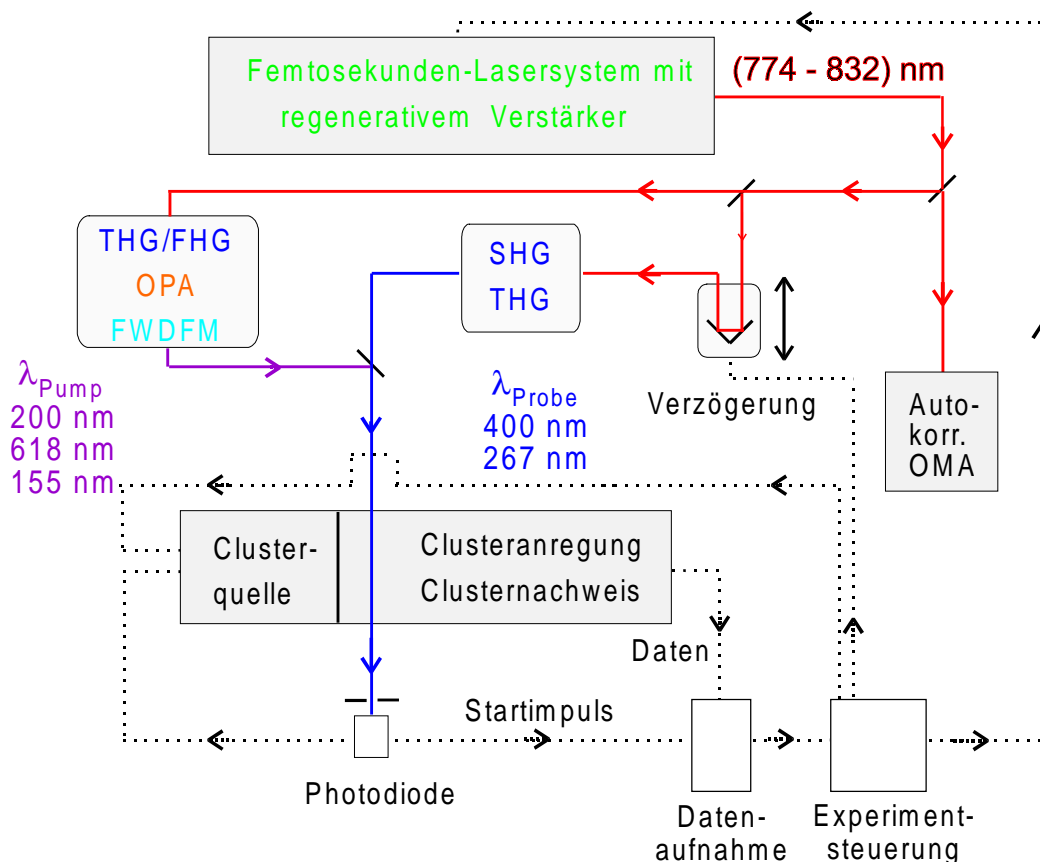 Femtosekunden-Lasersystem mit
regenerativem Verstärker
(774 - 832) nm
THG/FHG
OPA
FWDFM
SHG
THG
λPump
200 nm
618 nm
155 nm
λProbe
400 nm
267 nm
Verzögerung
Auto-
korr.
OMA
Cluster-
quelle
Clusteranregung
Clusternachweis
Daten
Startimpuls
Photodiode
Daten-
aufnahme
Experiment-
steuerung